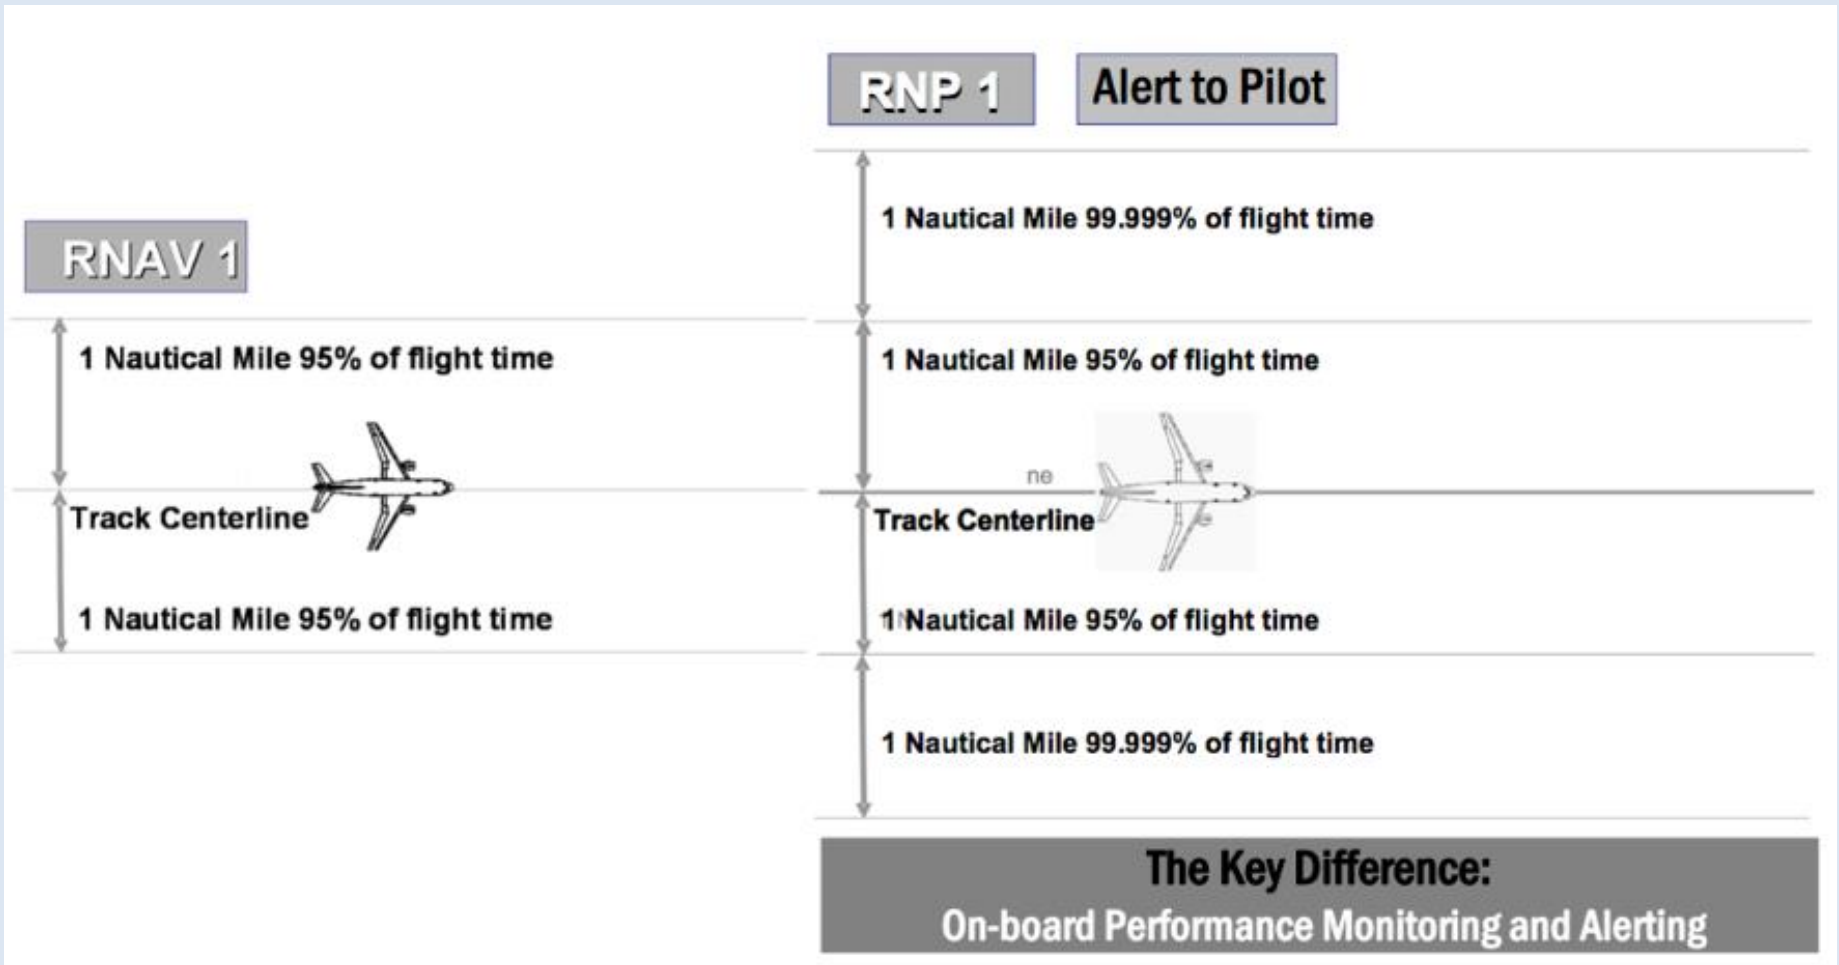 RNAV 1
1 Nautical Mile 95% of flight time
Track Centerline
1 Nautical Mile 95% of flight time
RNP 1
Alert to Pilot
1 Nautical Mile 99.999% of flight time
1 Nautical Mile 95% of flight time
ne
Track Centerline
1 Nautical Mile 95% of flight time
1 Nautical Mile 99.999% of flight time
The Key Difference:
On-board Performance Monitoring and Alerting